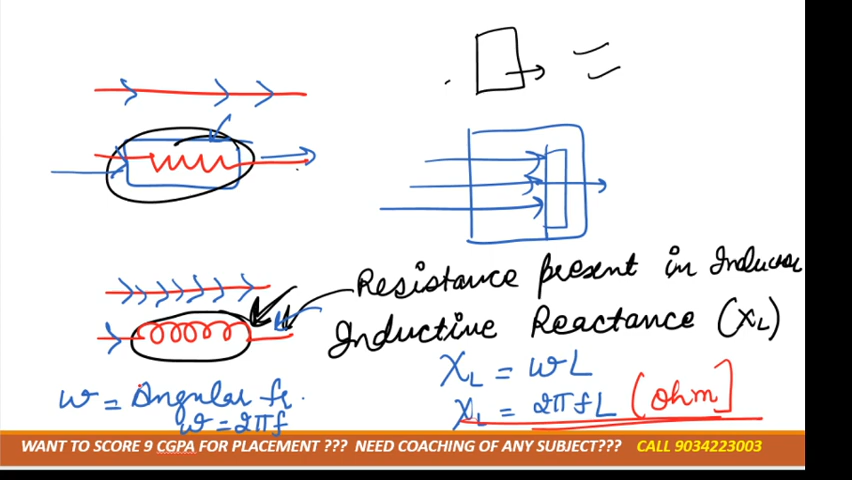 Resistance present in Inductor
Inductive Reactance (XL)
XL = wL
XL = 2πfL [ohm]
w = Angular fr.
w = 2πf
WANT TO SCORE 9 CGPA FOR PLACEMENT ??? NEED COACHING OF ANY SUBJECT??? CALL 9034223003